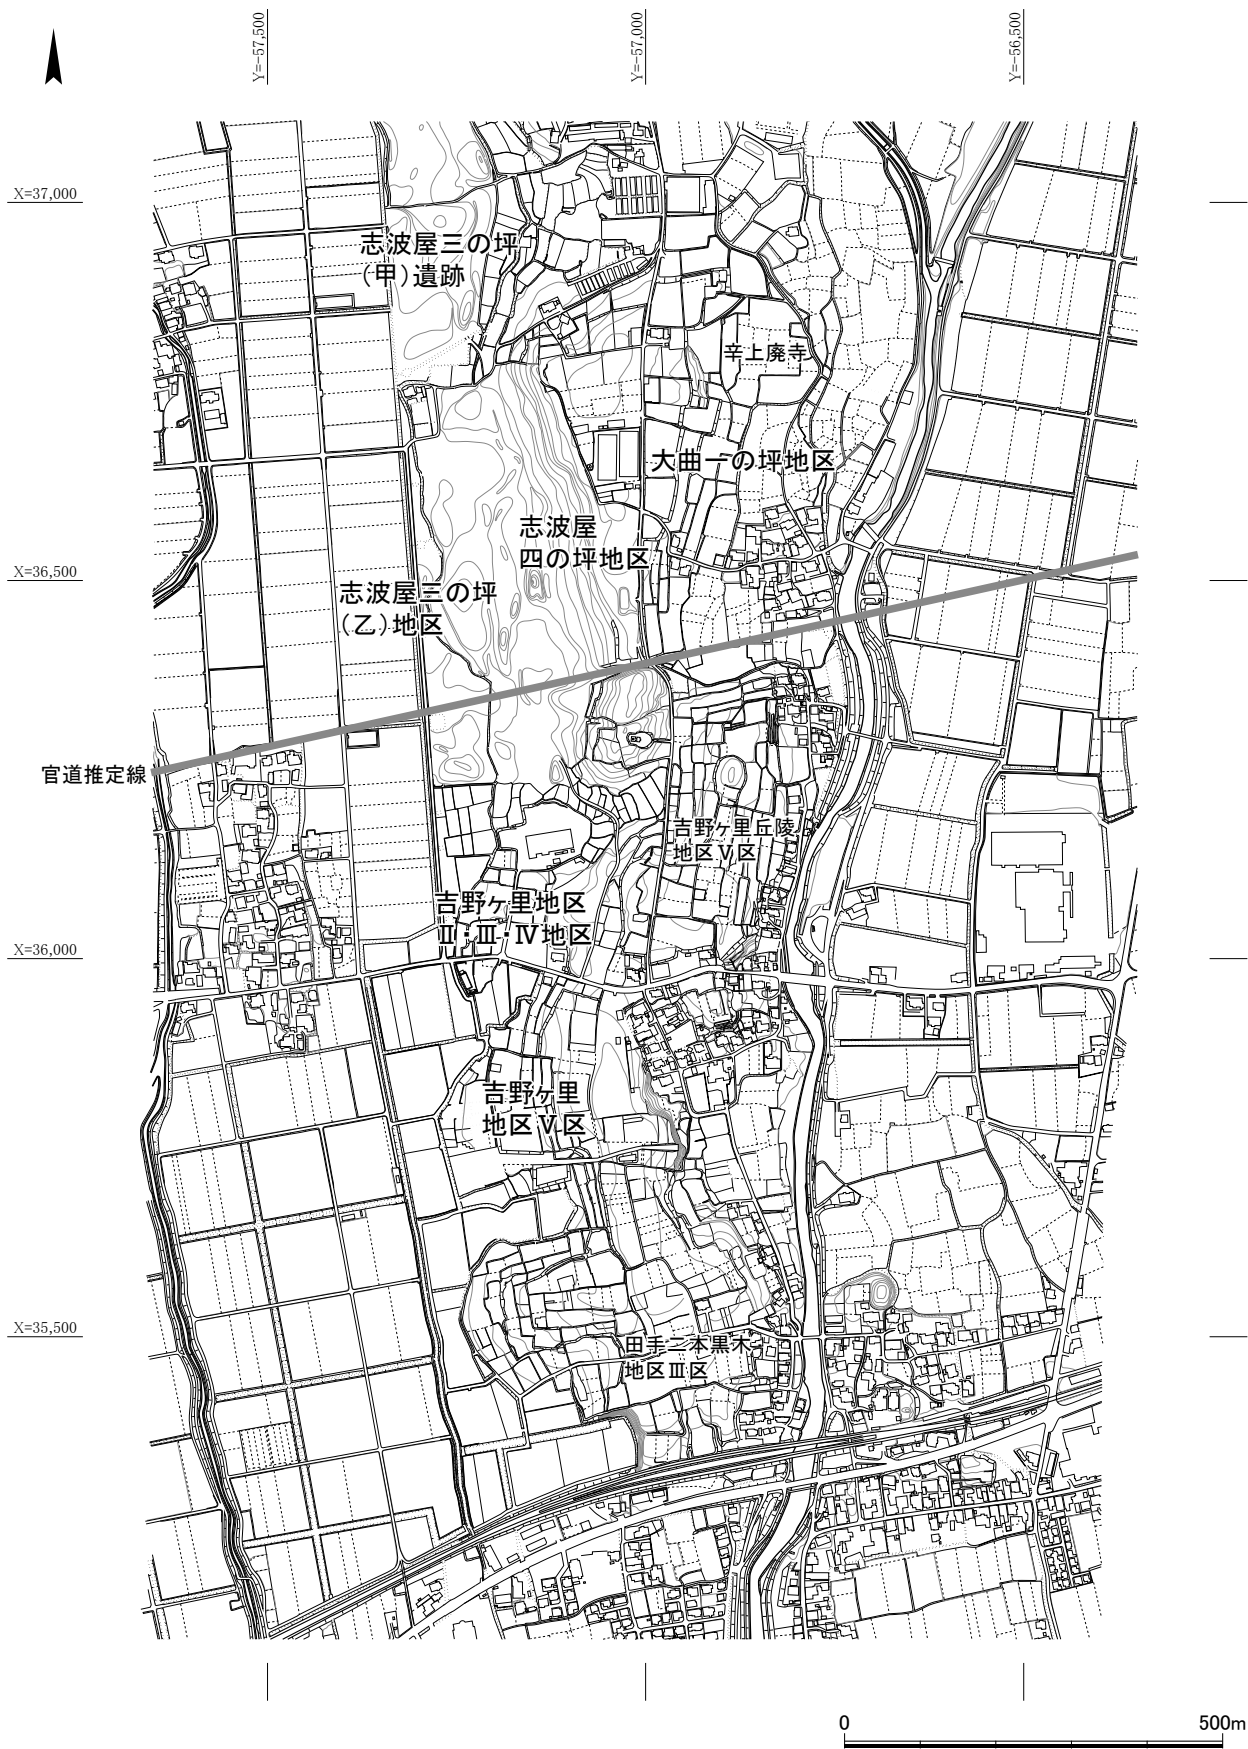 Y=-57,500
Y=-57,000
Y=-56,500
X=37,000
志波屋三の坪
（甲）遺跡
辛上廃寺
大曲一の坪地区
志波屋
四の坪地区
X=36,500
志波屋三の坪
（乙）地区
官道推定線
吉野ヶ里丘陵
地区Ⅴ区
吉野ヶ里地区
Ⅱ・Ⅲ・Ⅳ地区
X=36,000
吉野ヶ里
地区Ⅴ区
X=35,500
田手二本黒木
地区Ⅲ区
0
500m